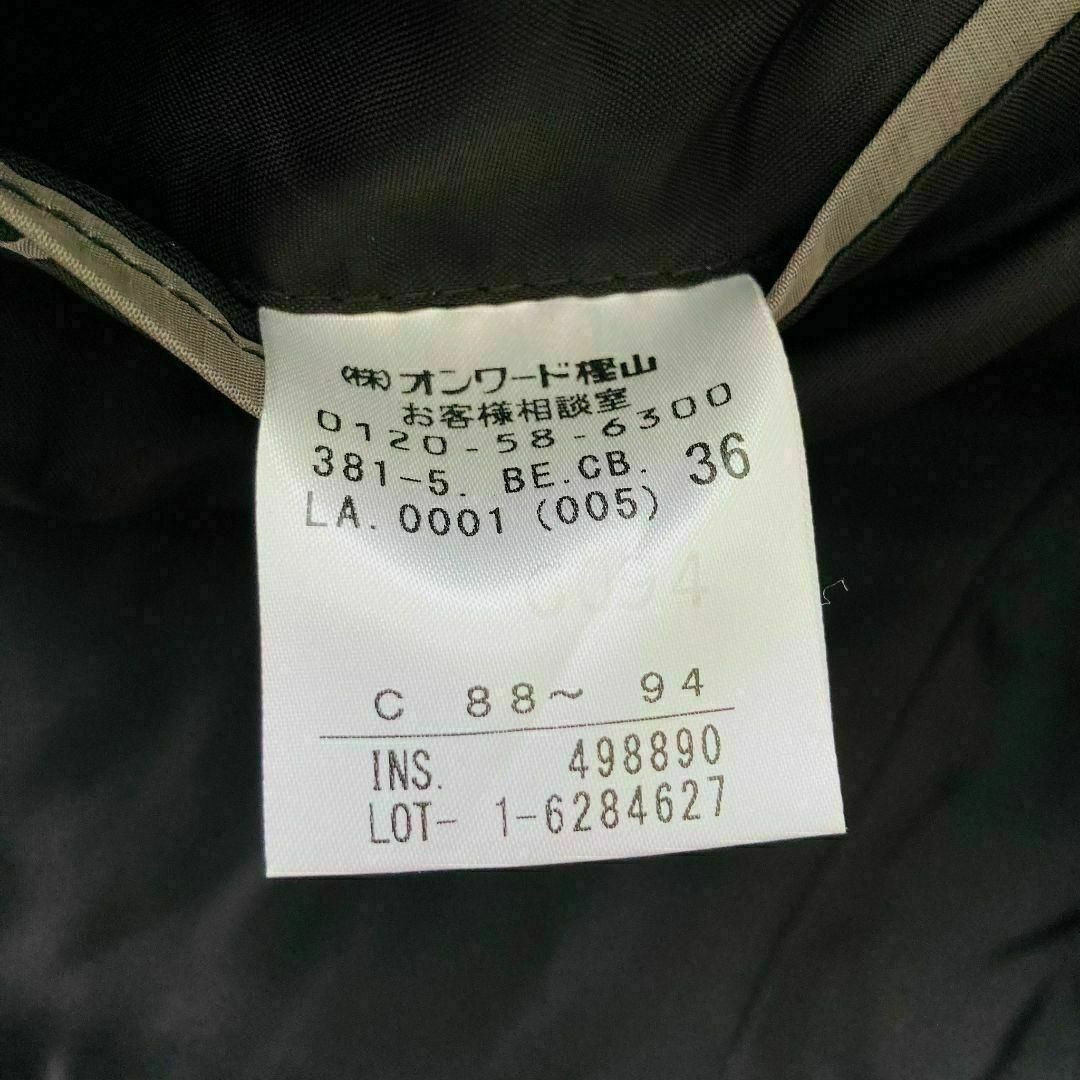 (株)オンワード樫山
お客様相談室
0120-58-6300
381-5. BE.CB. 36
LA.0001 (005)
C 88~ 94
INS. 498890
LOT- 1-6284627